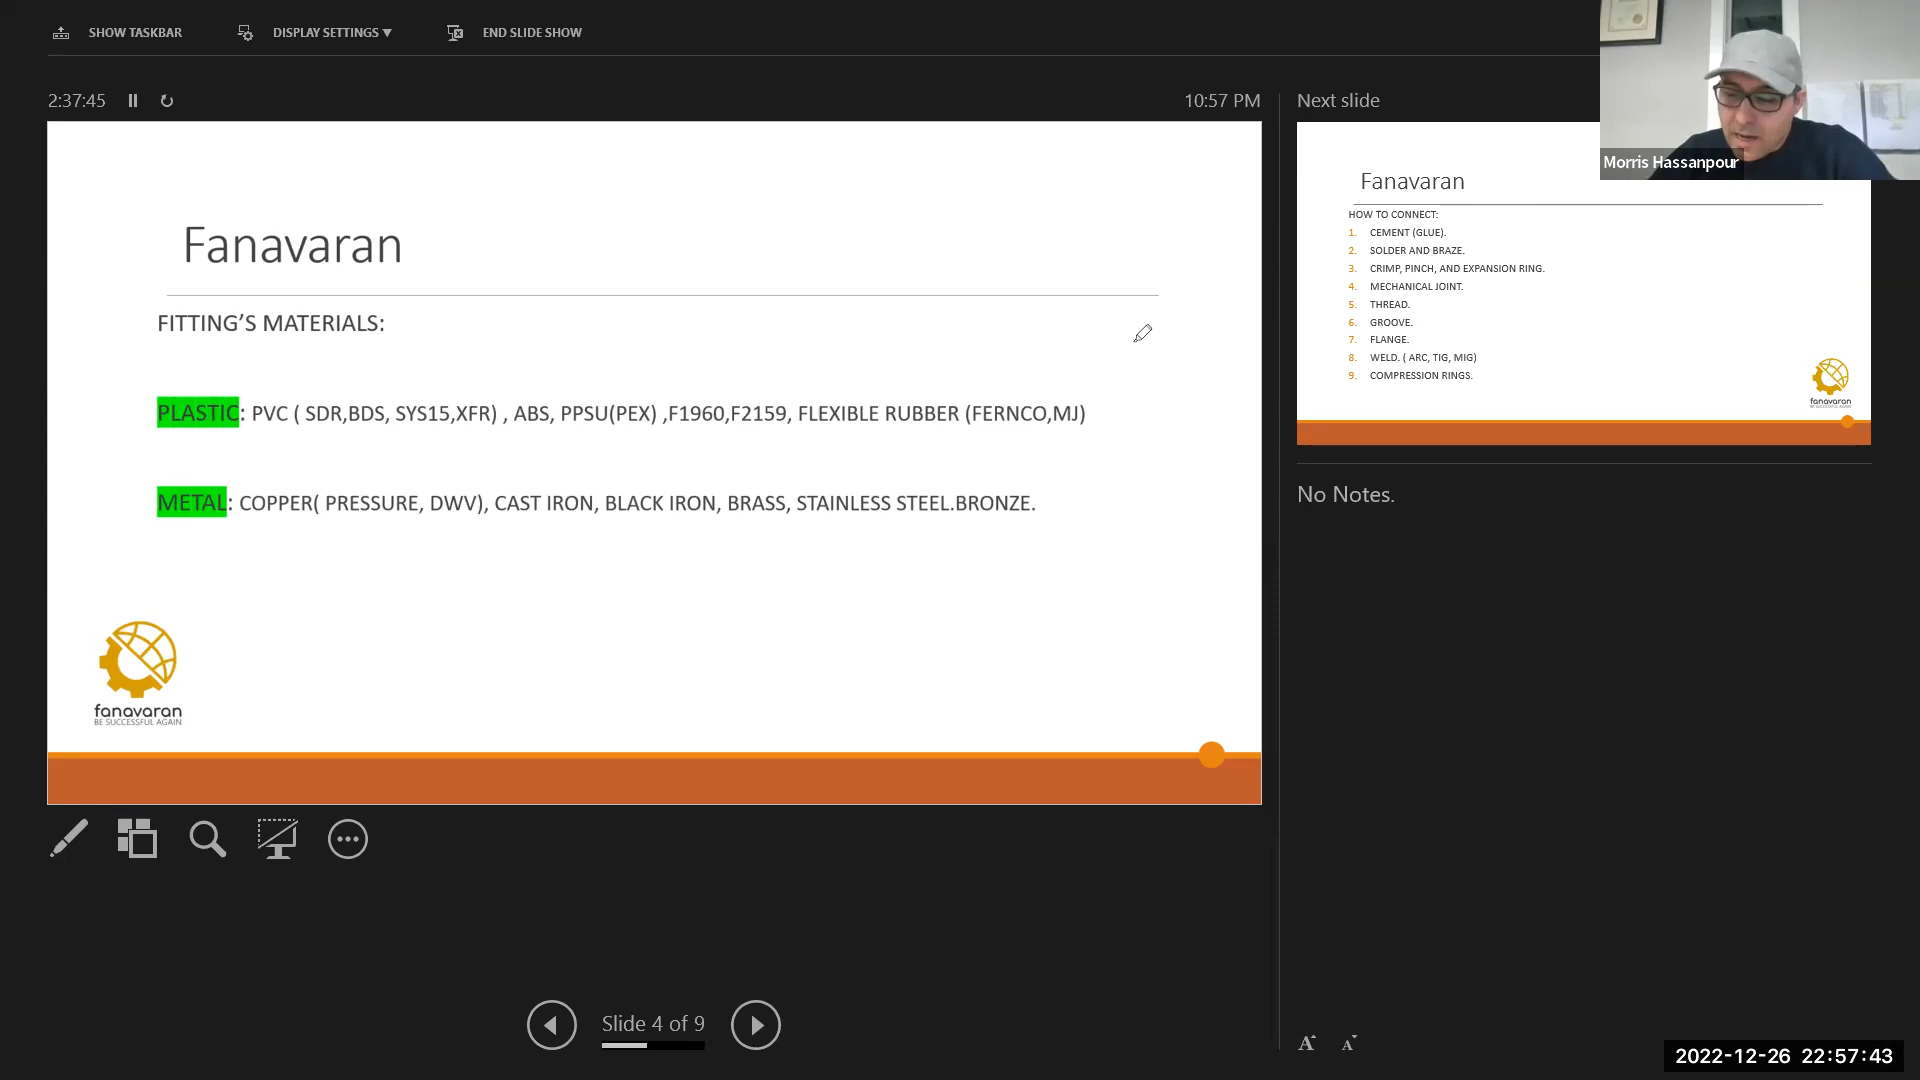 SHOW TASKBAR
DISPLAY SETTINGS ▼
END SLIDE SHOW
2:37:45
10:57 PM
Fanavaran
FITTING’S MATERIALS:
PLASTIC: PVC ( SDR,BDS, SYS15,XFR) , ABS, PPSU(PEX) ,F1960,F2159, FLEXIBLE RUBBER (FERNCO,MJ)
METAL: COPPER( PRESSURE, DWV), CAST IRON, BLACK IRON, BRASS, STAINLESS STEEL.BRONZE.
fanavaran
BE SUCCESSFUL AGAIN
Slide 4 of 9
Next slide
Morris Hassanpour
Fanavaran
HOW TO CONNECT:
1. CEMENT (GLUE).
2. SOLDER AND BRAZE.
3. CRIMP, PINCH, AND EXPANSION RING.
4. MECHANICAL JOINT.
5. THREAD.
6. GROOVE.
7. FLANGE.
8. WELD. ( ARC, TIG, MIG)
9. COMPRESSION RINGS.
fanavaran
No Notes.
A A
2022-12-26 22:57:43